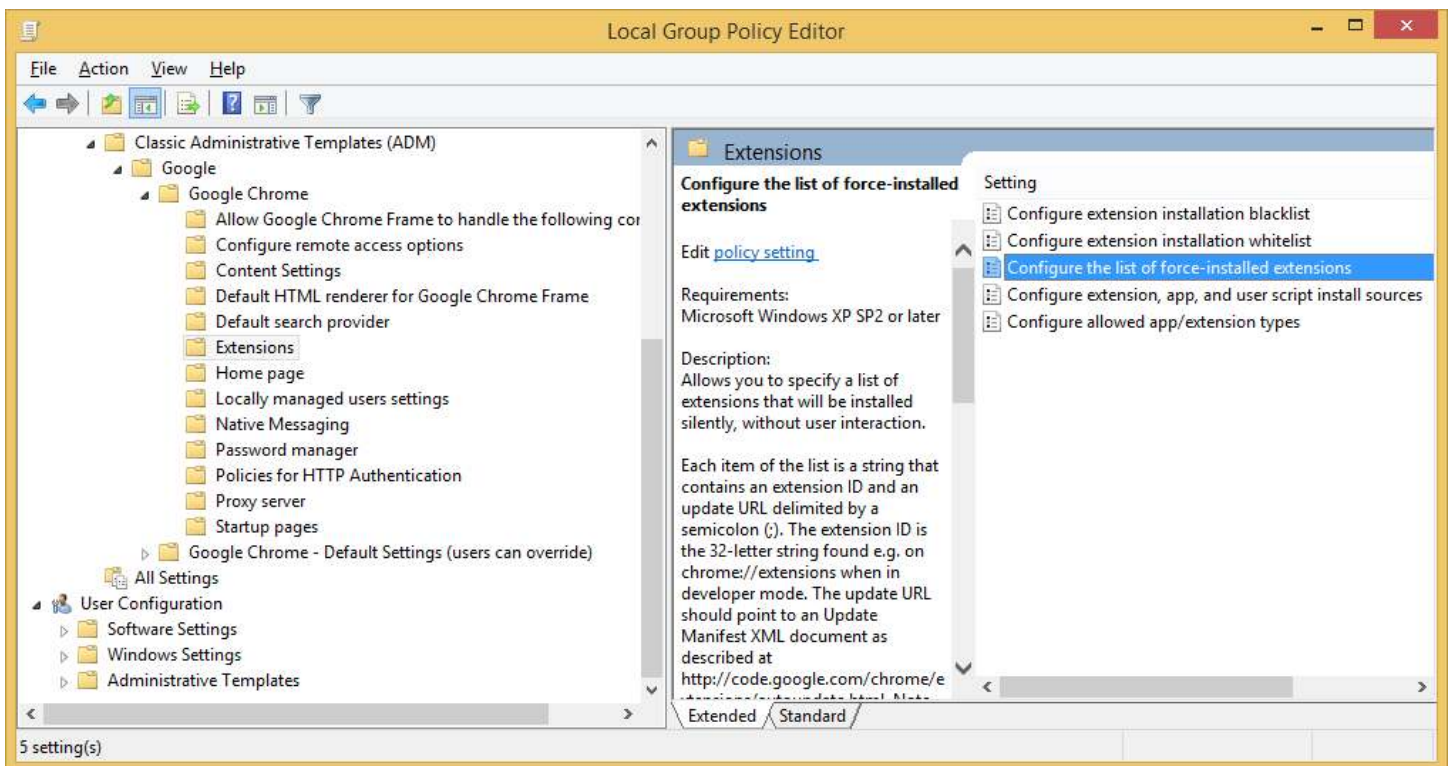 Local Group Policy Editor
File Action View Help
Classic Administrative Templates (ADM)
Google
Google Chrome
Allow Google Chrome Frame to handle the following cor
Configure remote access options
Content Settings
Default HTML renderer for Google Chrome Frame
Default search provider
Extensions
Home page
Locally managed users settings
Native Messaging
Password manager
Policies for HTTP Authentication
Proxy server
Startup pages
Google Chrome - Default Settings (users can override)
All Settings
User Configuration
Software Settings
Windows Settings
Administrative Templates
Extensions
Configure the list of force-installed
extensions
Edit policy setting
Requirements:
Microsoft Windows XP SP2 or later
Description:
Allows you to specify a list of
extensions that will be installed
silently, without user interaction.
Each item of the list is a string that
contains an extension ID and an
update URL delimited by a
semicolon (;). The extension ID is
the 32-letter string found e.g. on
chrome://extensions when in
developer mode. The update URL
should point to an Update
Manifest XML document as
described at
http://code.google.com/chrome/e
Setting
Configure extension installation blacklist
Configure extension installation whitelist
Configure the list of force-installed extensions
Configure extension, app, and user script install sources
Configure allowed app/extension types
Extended Standard
5 setting(s)